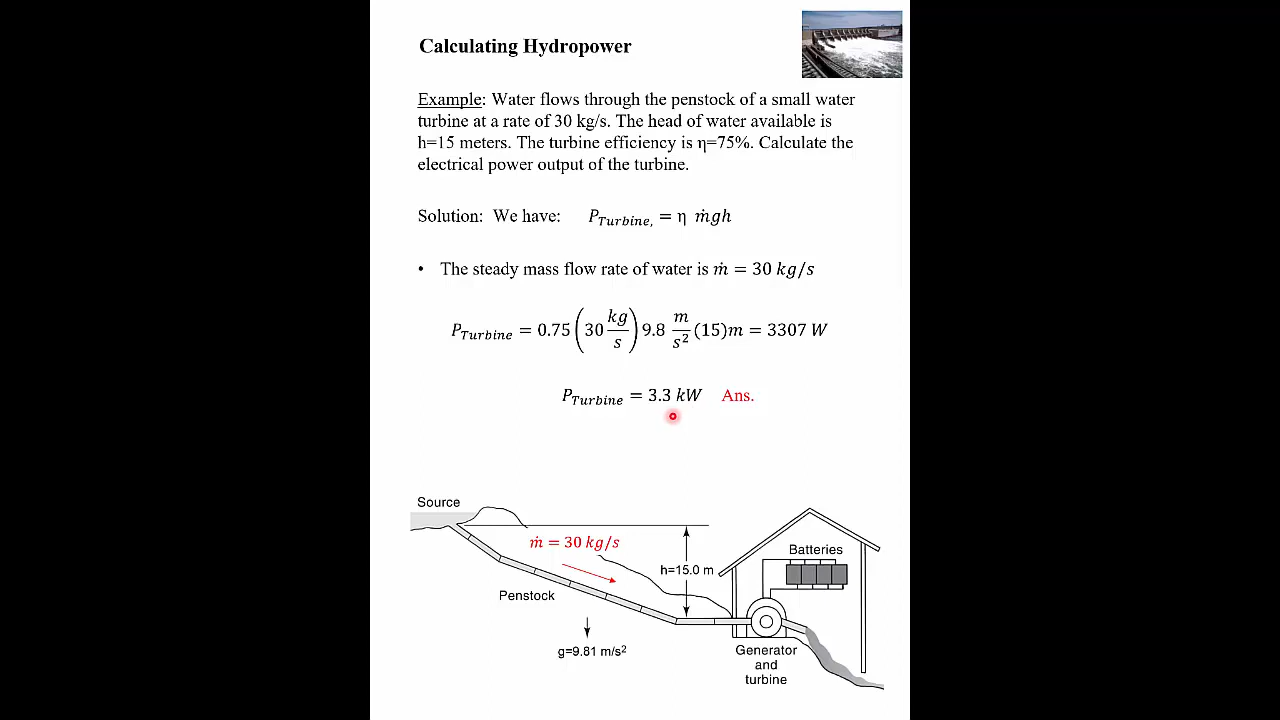 Calculating Hydropower
Example: Water flows through the penstock of a small water
turbine at a rate of 30 kg/s. The head of water available is
h=15 meters. The turbine efficiency is η=75%. Calculate the
electrical power output of the turbine.
Solution: We have: P_Turbine, = η ṁgh
• The steady mass flow rate of water is ṁ = 30 kg/s
P_Turbine = 0.75 (30 kg/s) 9.8 m/s² (15)m = 3307 W
P_Turbine = 3.3 kW Ans.
Source
ṁ = 30 kg/s
Batteries
h=15.0 m
Penstock
g=9.81 m/s²
Generator
and
turbine